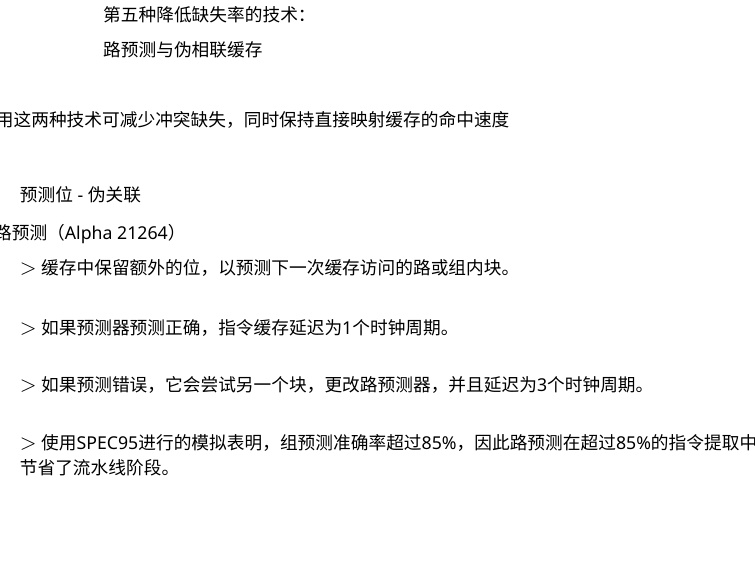 第五种降低缺失率的技术：
路预测与伪相联缓存
用这两种技术可减少冲突缺失，同时保持直接映射缓存的命中速度
预测位 - 伪关联
路预测（Alpha 21264）
＞缓存中保留额外的位，以预测下一次缓存访问的路或组内块。
＞如果预测器预测正确，指令缓存延迟为1个时钟周期。
＞如果预测错误，它会尝试另一个块，更改路预测器，并且延迟为3个时钟周期。
＞使用SPEC95进行的模拟表明，组预测准确率超过85%，因此路预测在超过85%的指令提取中
节省了流水线阶段。